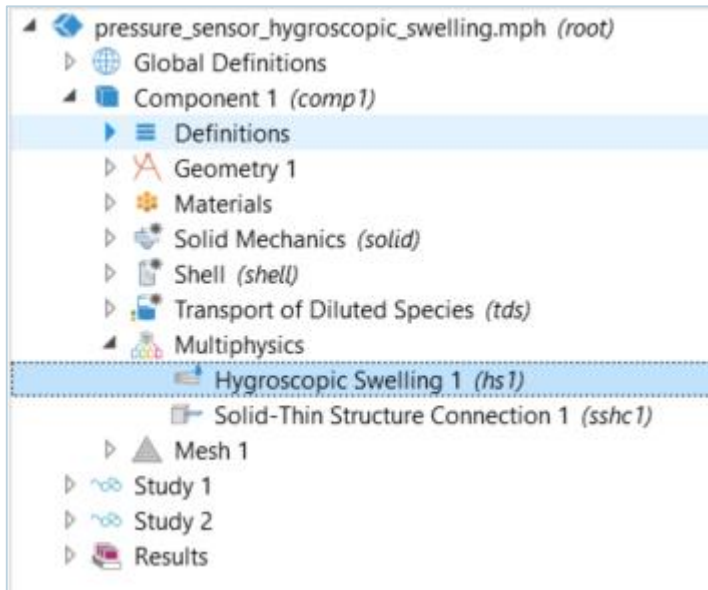 pressure_sensor_hygroscopic_swelling.mph (root)
Global Definitions
Component 1 (comp1)
Definitions
Geometry 1
Materials
Solid Mechanics (solid)
Shell (shell)
Transport of Diluted Species (tds)
Multiphysics
Hygroscopic Swelling 1 (hs1)
Solid-Thin Structure Connection 1 (sshc1)
Mesh 1
Study 1
Study 2
Results